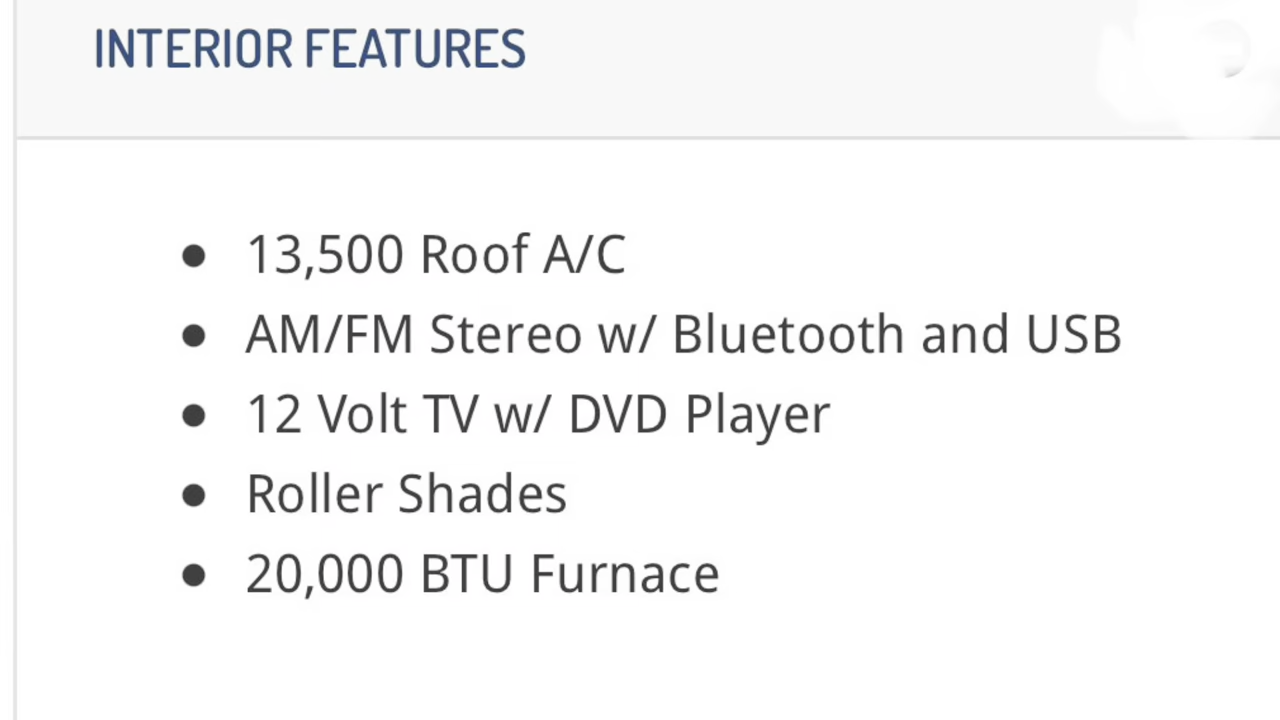 INTERIOR FEATURES
● 13,500 Roof A/C
● AM/FM Stereo w/ Bluetooth and USB
● 12 Volt TV w/ DVD Player
● Roller Shades
● 20,000 BTU Furnace